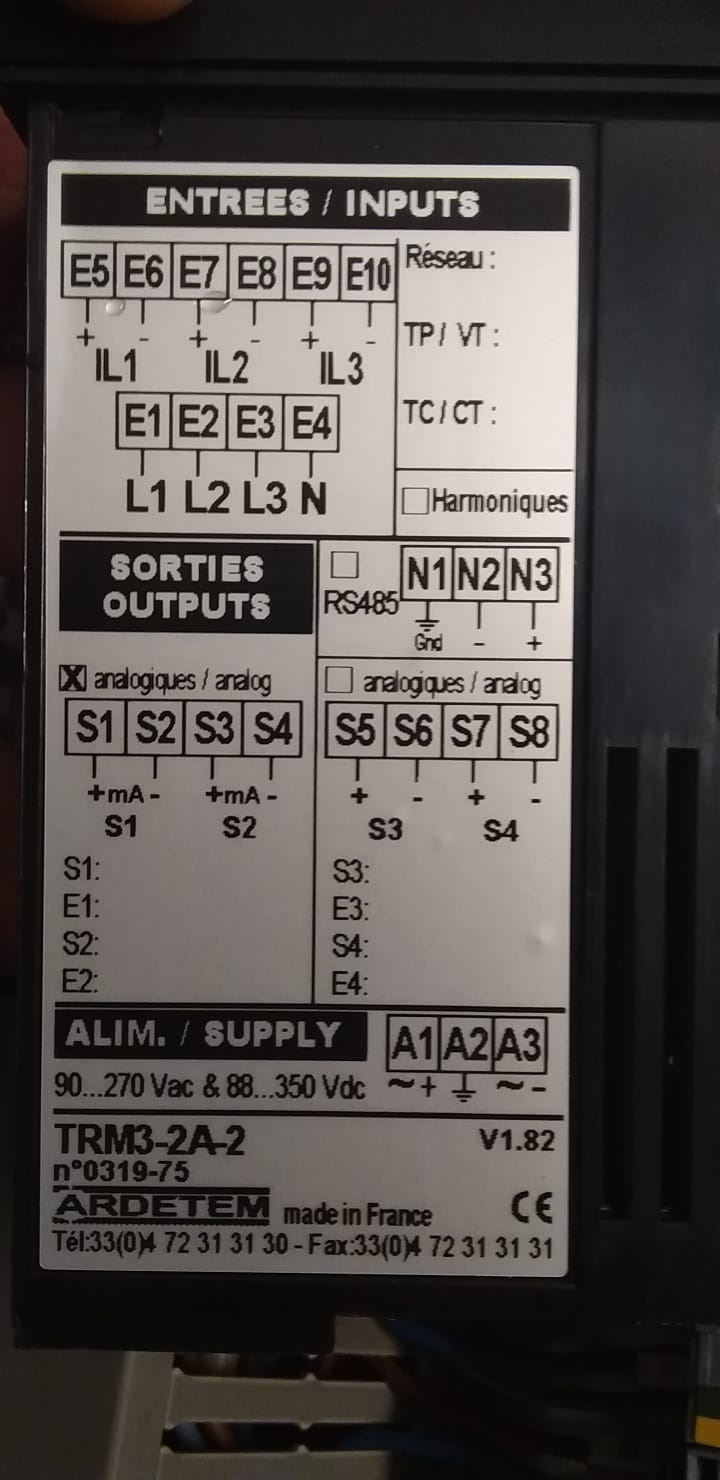 ENTREES / INPUTS
E5 E6 E7 E8 E9 E10
+ - + - + -
IL1 IL2 IL3
E1 E2 E3 E4
L1 L2 L3 N
Réseau :
TP / VT :
TC / CT :
Harmoniques
SORTIES
OUTPUTS
RS485
N1 N2 N3
Gnd - +
X analogiques / analog
S1 S2 S3 S4
+mA - +mA -
S1 S2
S1:
E1:
S2:
E2:
analogiques / analog
S5 S6 S7 S8
+ - + -
S3 S4
S3:
E3:
S4:
E4:
ALIM. / SUPPLY
90...270 Vac & 88...350 Vdc
A1 A2 A3
~ + ~ -
TRM3-2A-2 V1.82
n°0319-75
ARDETEM made in France CE
Tél:33(0)4 72 31 31 30 - Fax:33(0)4 72 31 31 31